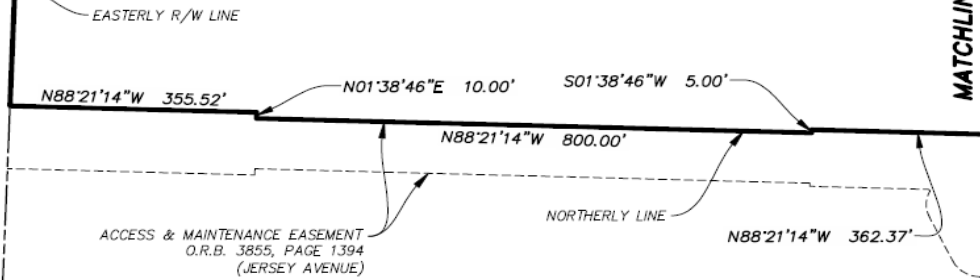 EASTERLY R/W LINE
N88°21'14"W 355.52'
N01°38'46"E 10.00'
S01°38'46"W 5.00'
MATCHLIN
N88°21'14"W 800.00'
NORTHERLY LINE
ACCESS & MAINTENANCE EASEMENT
O.R.B. 3855, PAGE 1394
(JERSEY AVENUE)
N88°21'14"W 362.37'